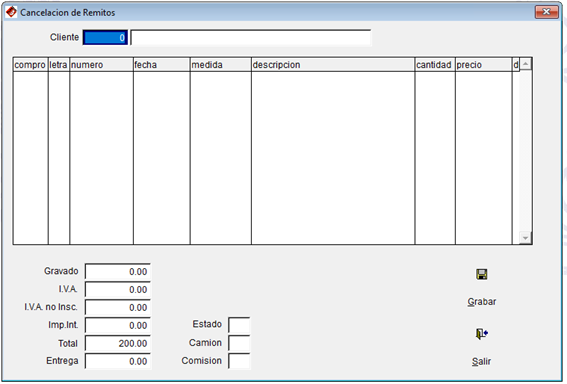 Cancelacion de Remitos
Cliente 0
compro letra numero fecha medida descripcion cantidad precio d
Gravado 0.00
I.V.A. 0.00
I.V.A. no Insc. 0.00
Imp.Int. 0.00 Estado
Total 200.00 Camion
Entrega 0.00 Comision
Grabar
Salir